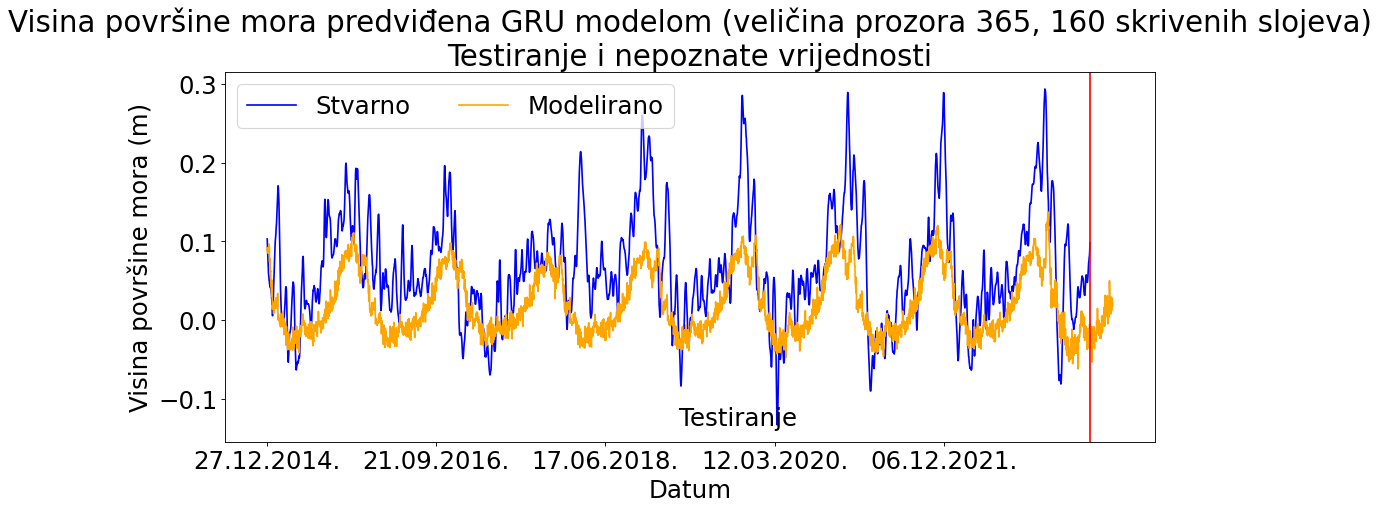 Visina površine mora predviđena GRU modelom (veličina prozora 365, 160 skrivenih slojeva)
Testiranje i nepoznate vrijednosti
Stvarno Modelirano
Visina površine mora (m)
0.3
0.2
0.1
0.0
−0.1
Testiranje
27.12.2014. 21.09.2016. 17.06.2018. 12.03.2020. 06.12.2021.
Datum